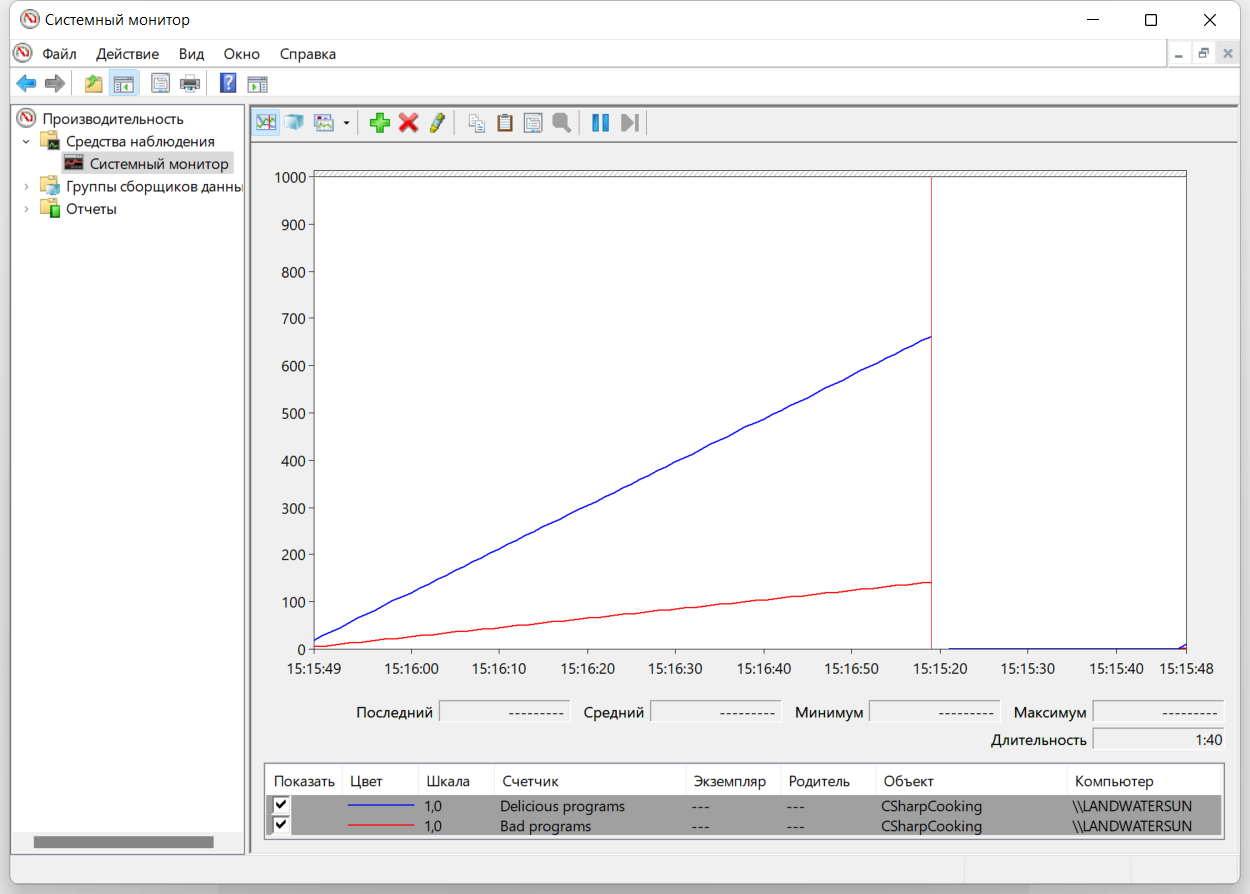 Системный монитор
Файл Действие Вид Окно Справка
Производительность
Средства наблюдения
Системный монитор
Группы сборщиков данны
Отчеты
1000
900
800
700
600
500
400
300
200
100
0
15:15:49 15:16:00 15:16:10 15:16:20 15:16:30 15:16:40 15:16:50 15:15:20 15:15:30 15:15:40 15:15:48
Последний --------- Средний --------- Минимум --------- Максимум ---------
Длительность 1:40
Показать Цвет Шкала Счетчик Экземпляр Родитель Объект Компьютер
1,0 Delicious programs --- --- CSharpCooking \\LANDWATERSUN
1,0 Bad programs --- --- CSharpCooking \\LANDWATERSUN